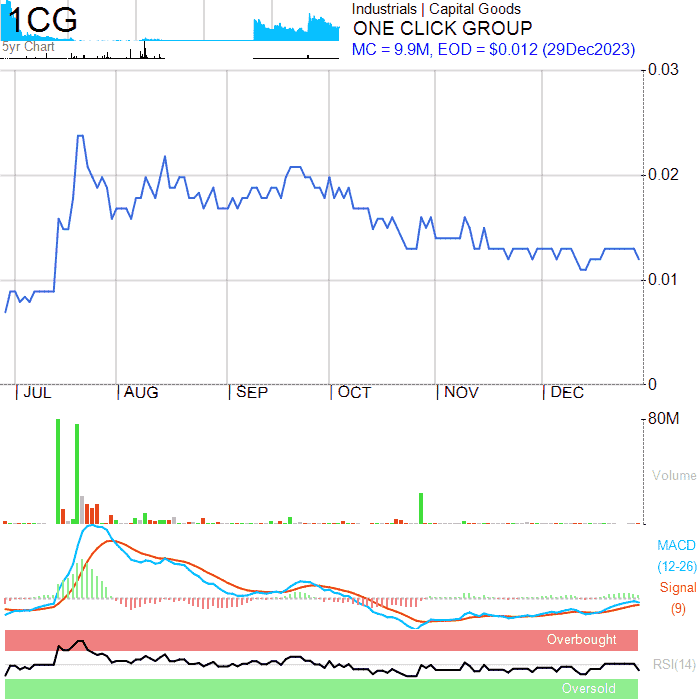 1CG
5yr Chart
Industrials | Capital Goods
ONE CLICK GROUP
MC = 9.9M, EOD = $0.012 (29Dec2023)
0.03
0.02
0.01
0
JUL AUG SEP OCT NOV DEC
80M
Volume
MACD
(12-26)
Signal
(9)
Overbought
RSI(14)
Oversold